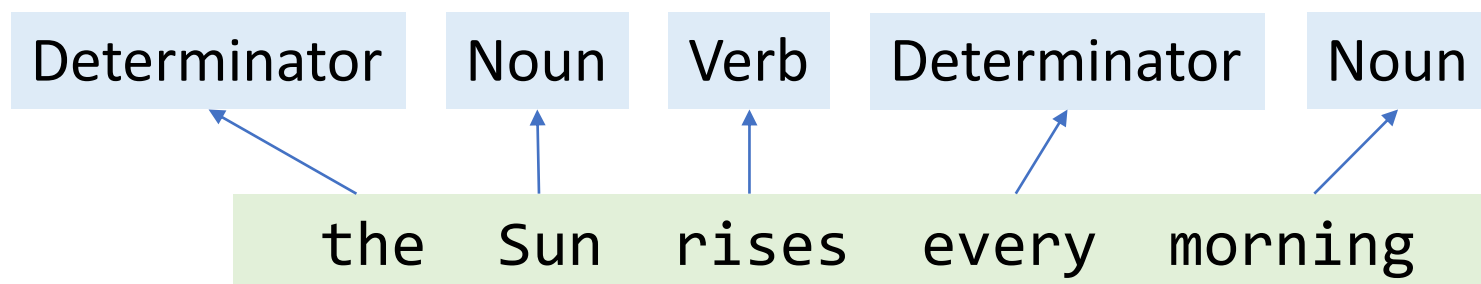 Determinator Noun Verb Determinator Noun
the Sun rises every morning